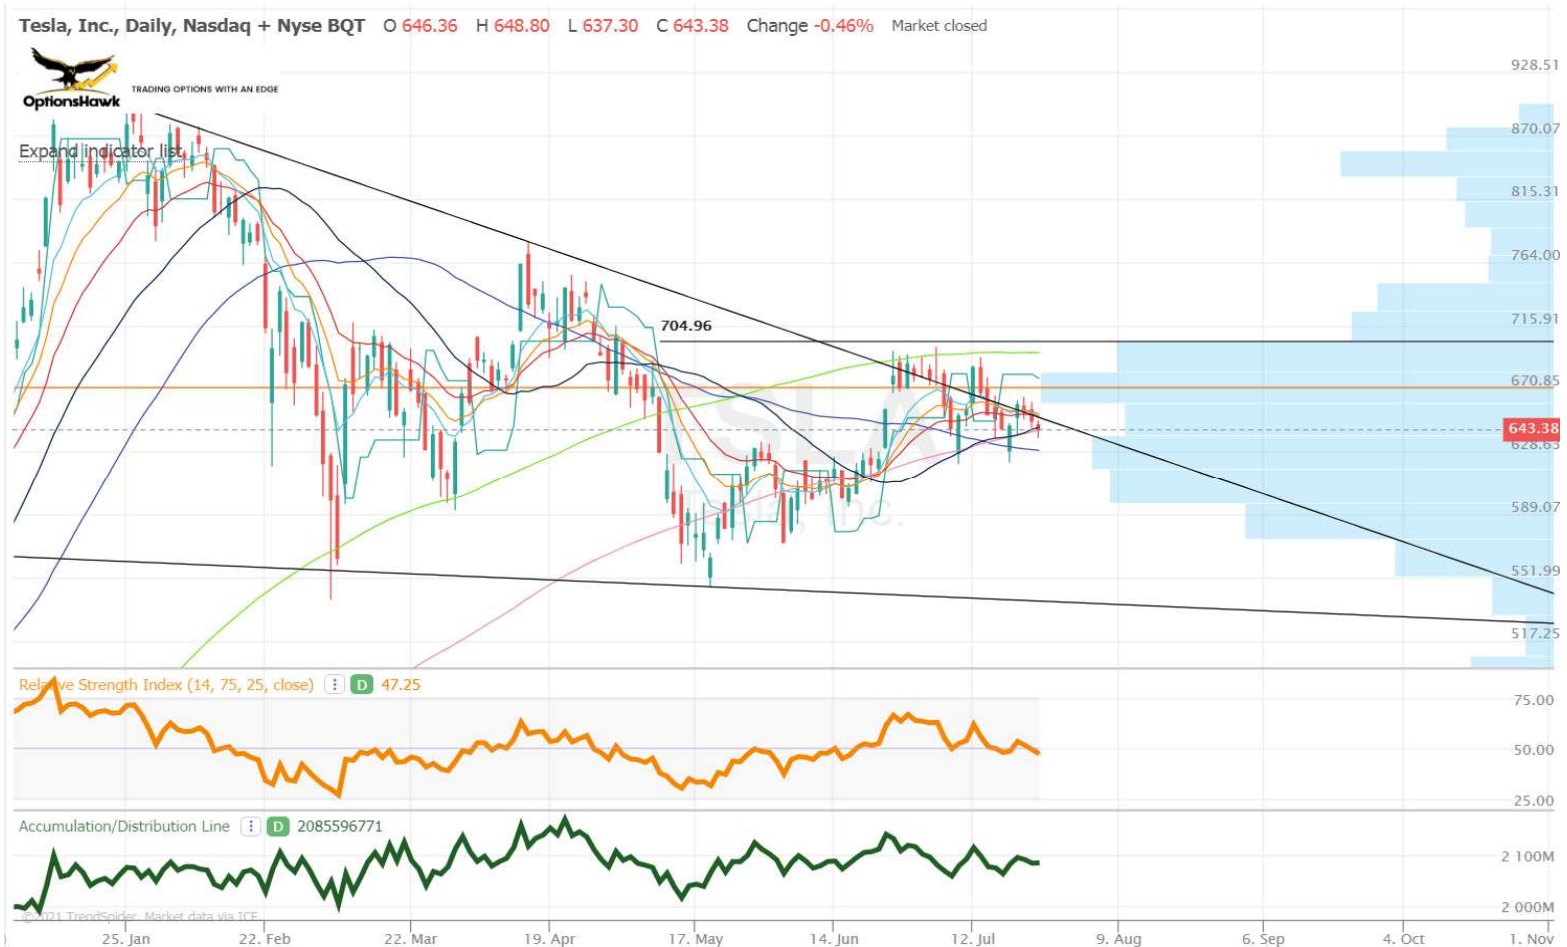 Tesla, Inc., Daily, Nasdaq + Nyse BQT O 646.36 H 648.80 L 637.30 C 643.38 Change -0.46% Market closed
OptionsHawk
TRADING OPTIONS WITH AN EDGE
Expand indicator list
928.51
870.07
815.31
764.00
715.91
704.96
670.85
643.38
628.63
589.07
551.99
517.25
TSLA
Tesla, Inc.
Relative Strength Index (14, 75, 25, close) D 47.25
75.00
50.00
25.00
Accumulation/Distribution Line D 2085596771
2 100M
2 000M
©2021 TrendSpider, Market data via ICE
25. Jan 22. Feb 22. Mar 19. Apr 17. May 14. Jun 12. Jul 9. Aug 6. Sep 4. Oct 1. Nov